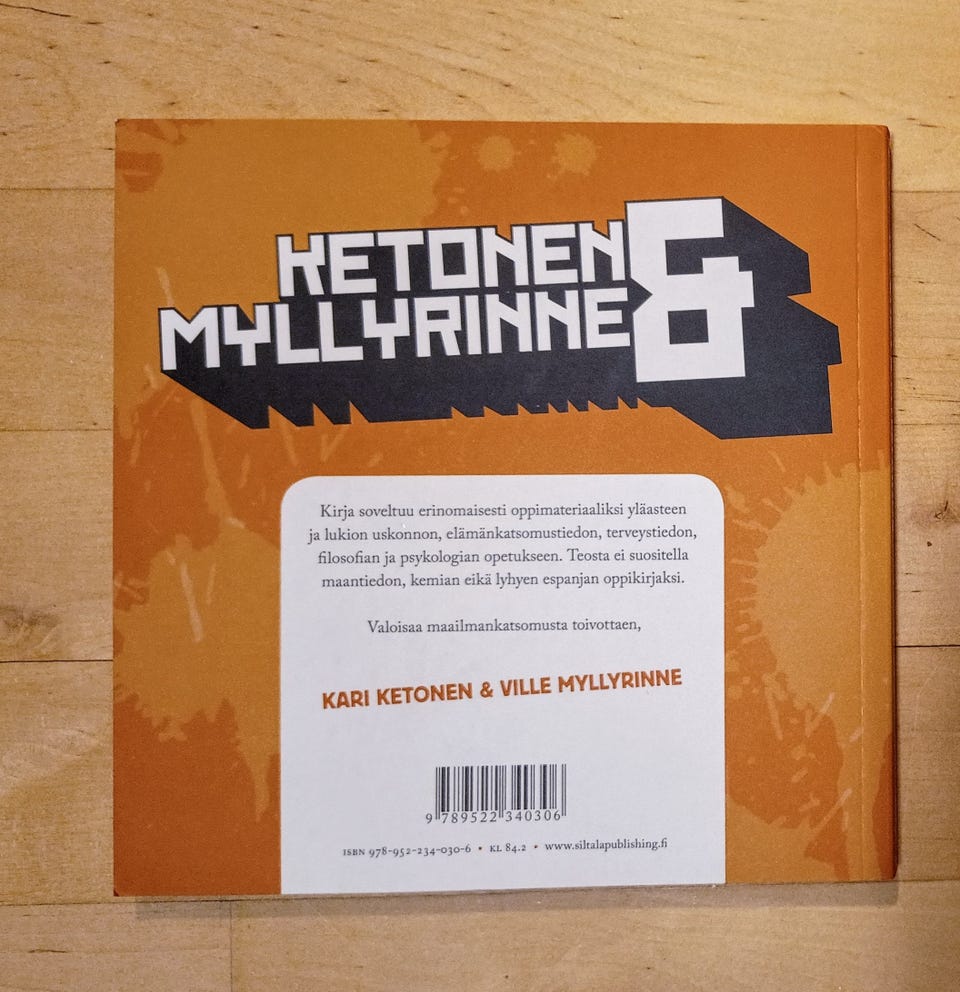 KETONEN &
MYLLYRINNE
Kirja soveltuu erinomaisesti oppimateriaaliksi yläasteen
ja lukion uskonnon, elämänkatsomustiedon, terveystiedon,
filosofian ja psykologian opetukseen. Teosta ei suositella
maantiedon, kemian eikä lyhyen espanjan oppikirjaksi.
Valoisaa maailmankatsomusta toivottaen,
KARI KETONEN & VILLE MYLLYRINNE
9 789522 340306
ISBN 978-952-234-030-6 • KL 84.2 • www.siltalapublishing.fi